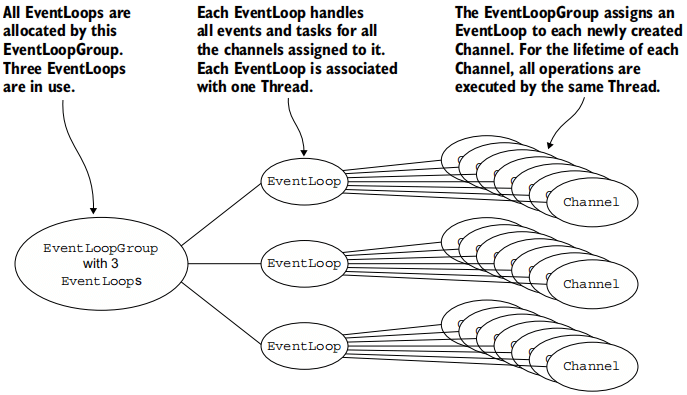 All EventLoops are
allocated by this
EventLoopGroup.
Three EventLoops
are in use.
Each EventLoop handles
all events and tasks for all
the channels assigned to it.
Each EventLoop is associated
with one Thread.
The EventLoopGroup assigns an
EventLoop to each newly created
Channel. For the lifetime of each
Channel, all operations are
executed by the same Thread.
EventLoop
Channel
EventLoopGroup
with 3
EventLoops
EventLoop
Channel
EventLoop
Channel